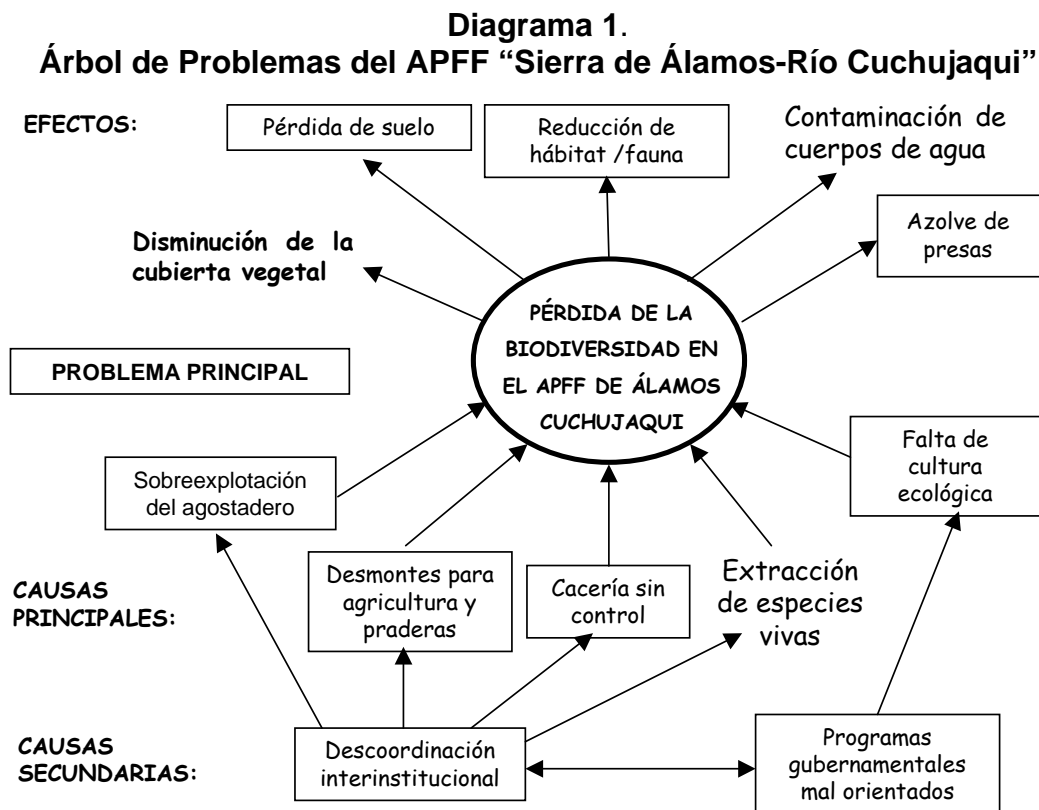 Diagrama 1.
Árbol de Problemas del APFF “Sierra de Álamos-Río Cuchujaqui”
EFECTOS:
Pérdida de suelo
Reducción de
hábitat /fauna
Contaminación de
cuerpos de agua
Azolve de
presas
Disminución de la
cubierta vegetal
PÉRDIDA DE LA
BIODIVERSIDAD EN
EL APFF DE ÁLAMOS
CUCHUJAQUI
PROBLEMA PRINCIPAL
Falta de
cultura
ecológica
Sobreexplotación
del agostadero
CAUSAS
PRINCIPALES:
Desmontes para
agricultura y
praderas
Cacería sin
control
Extracción
de especies
vivas
CAUSAS
SECUNDARIAS:
Descoordinación
interinstitucional
Programas
gubernamentales
mal orientados